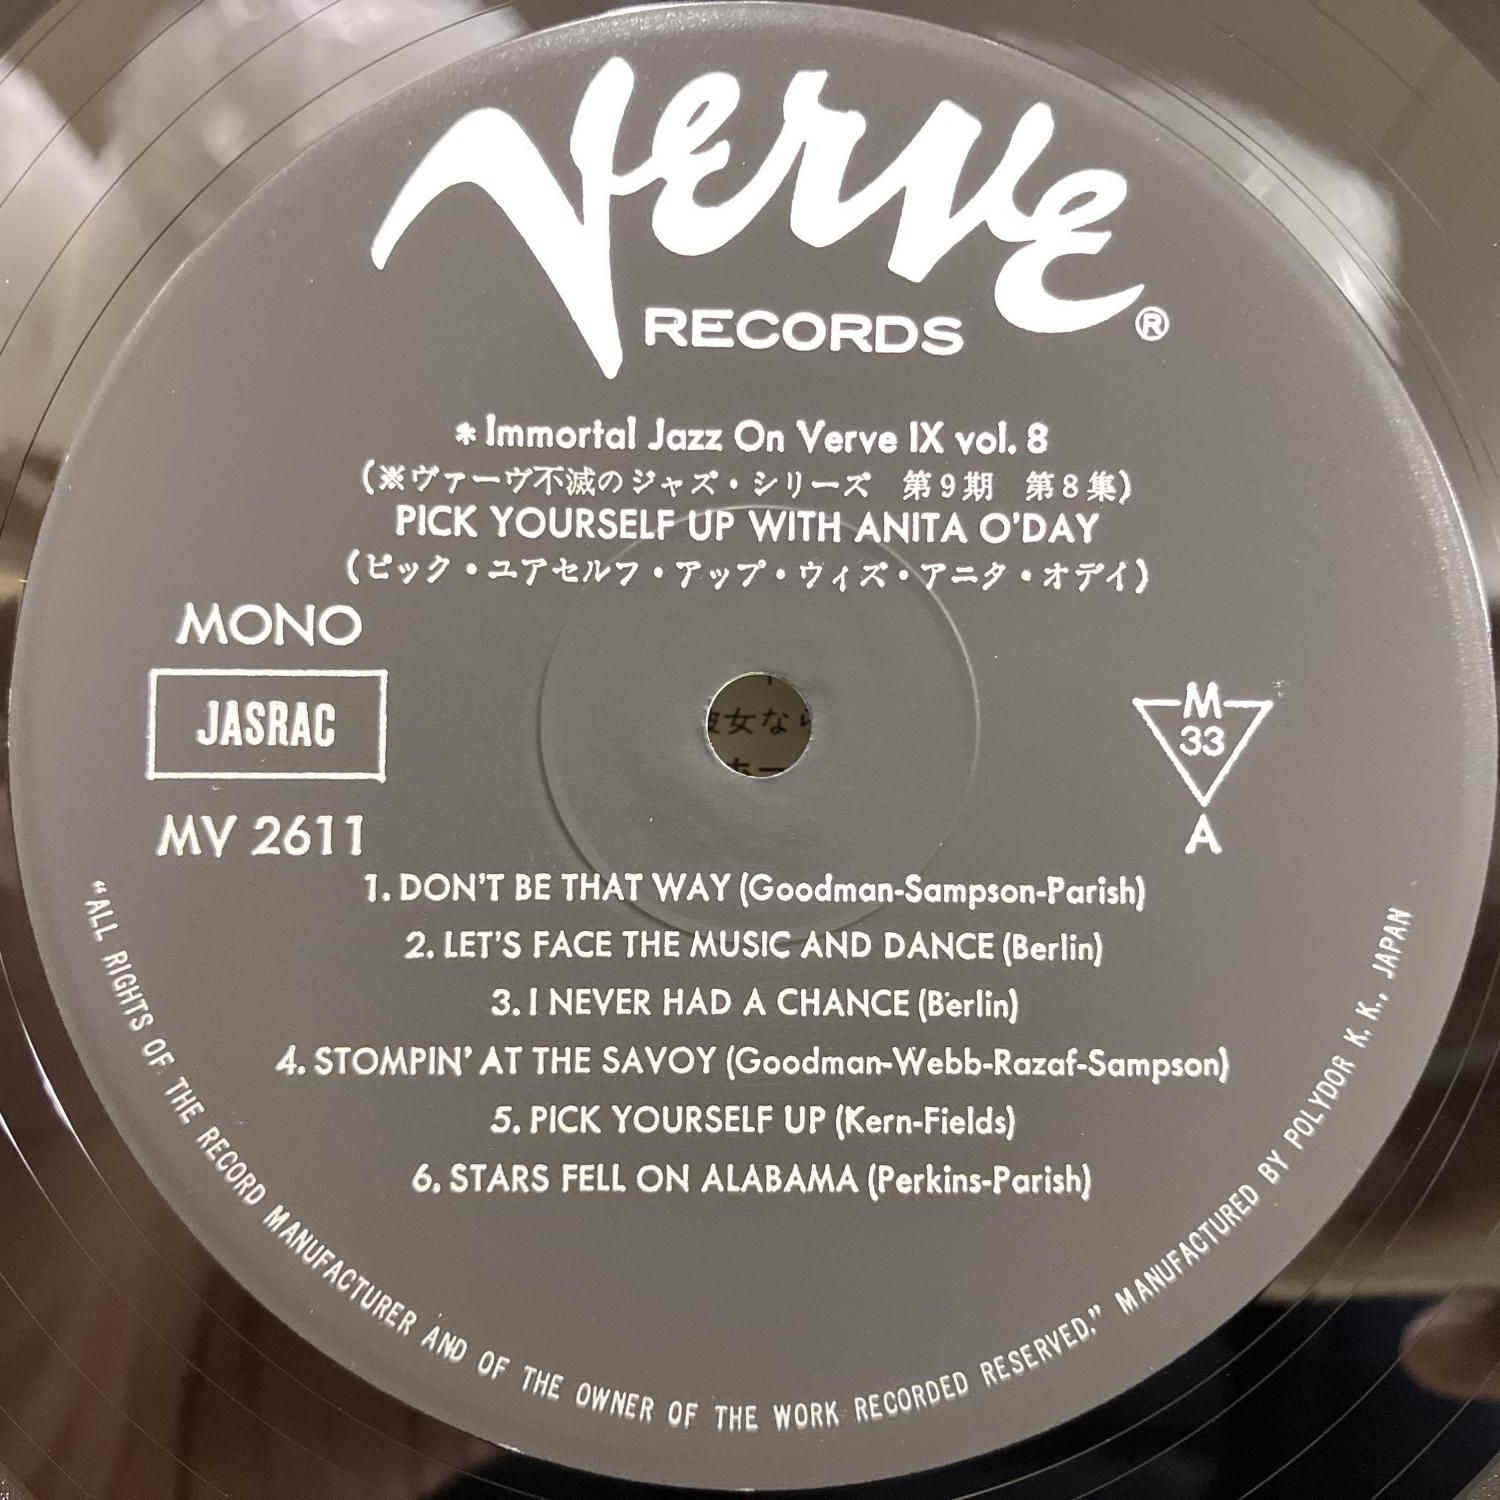 Verve
RECORDS ®
*Immortal Jazz On Verve IX vol. 8
(※ヴァーヴ不滅のジャズ・シリーズ 第9期 第8集)
PICK YOURSELF UP WITH ANITA O'DAY
(ピック・ユアセルフ・アップ・ウィズ・アニタ・オデイ)
MONO
JASRAC
MV 2611
M
33
A
女な
1. DON'T BE THAT WAY (Goodman-Sampson-Parish)
2. LET'S FACE THE MUSIC AND DANCE (Berlin)
3. I NEVER HAD A CHANCE (Berlin)
4. STOMPIN' AT THE SAVOY (Goodman-Webb-Razaf-Sampson)
5. PICK YOURSELF UP (Kern-Fields)
6. STARS FELL ON ALABAMA (Perkins-Parish)
"ALL RIGHTS OF THE RECORD MANUFACTURER AND OF THE OWNER OF THE WORK RECORDED RESERVED." MANUFACTURED BY POLYDOR K. K., JAPAN